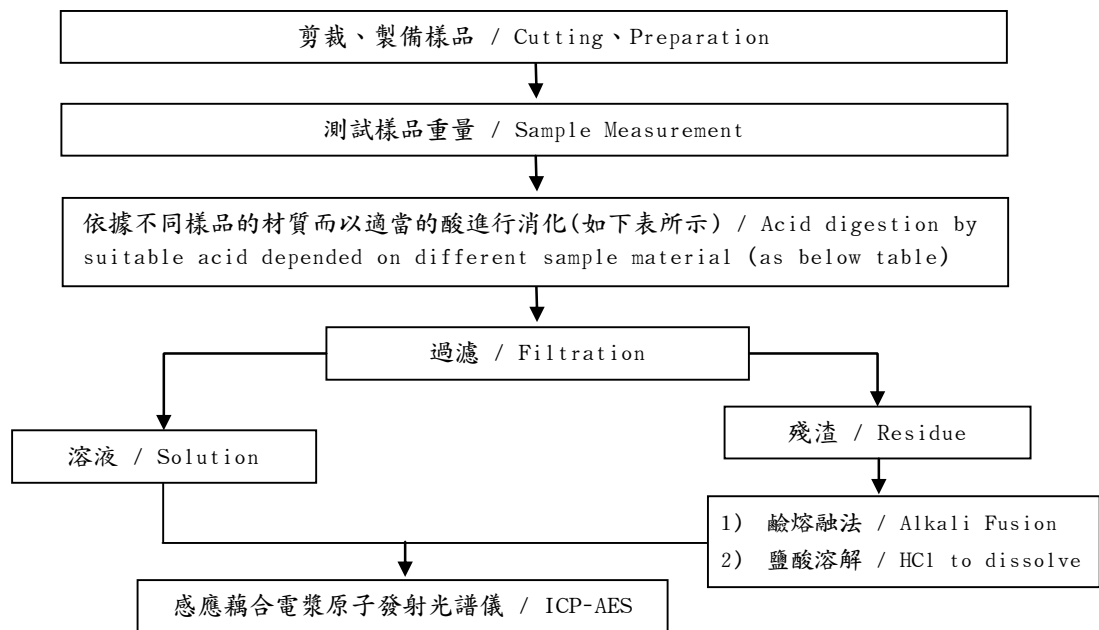 剪裁、製備樣品 / Cutting、Preparation
測試樣品重量 / Sample Measurement
依據不同樣品的材質而以適當的酸進行消化(如下表所示) / Acid digestion by
suitable acid depended on different sample material (as below table)
過濾 / Filtration
溶液 / Solution
殘渣 / Residue
1) 鹼熔融法 / Alkali Fusion
2) 鹽酸溶解 / HCl to dissolve
感應藕合電漿原子發射光譜儀 / ICP-AES